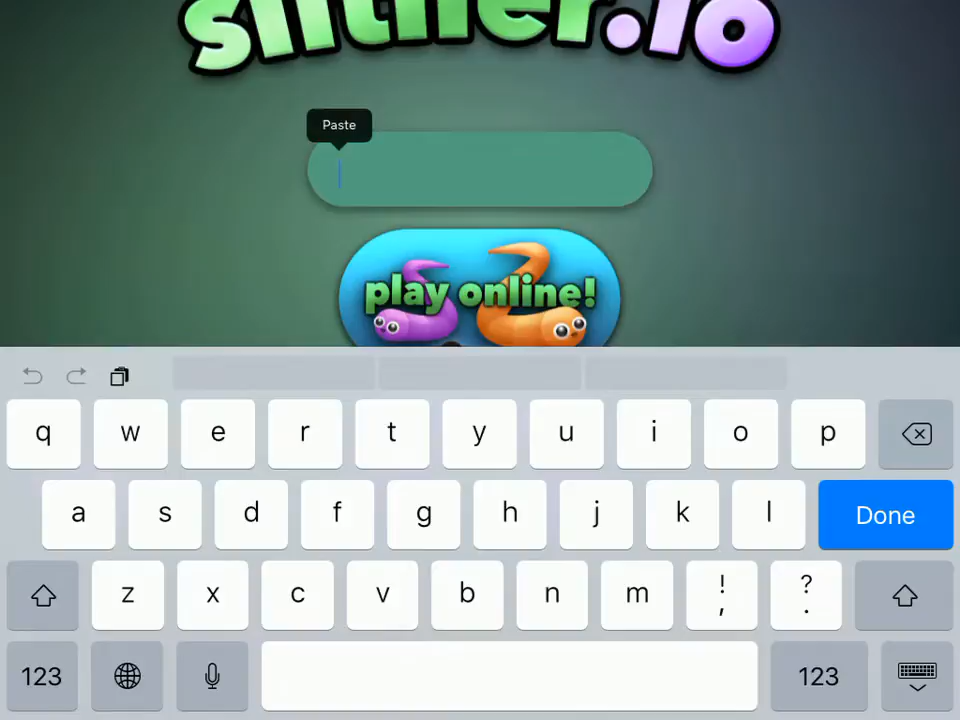 slither.io
Paste
play online!
q w e r t y u i o p
a s d f g h j k l Done
z x c v b n m ! , ? .
123 123